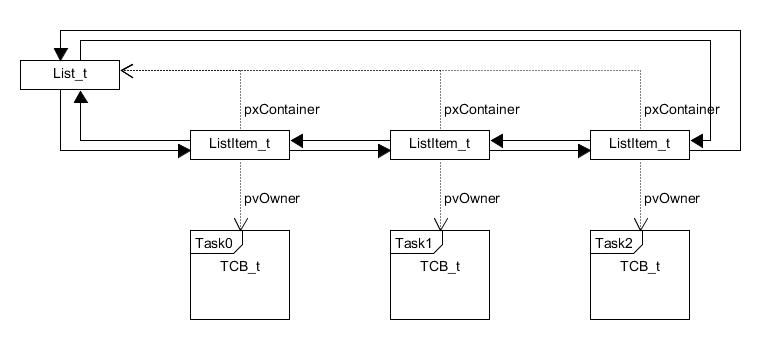 List_t
pxContainer
pxContainer
pxContainer
ListItem_t
ListItem_t
ListItem_t
pvOwner
pvOwner
pvOwner
Task0
Task1
Task2
TCB_t
TCB_t
TCB_t